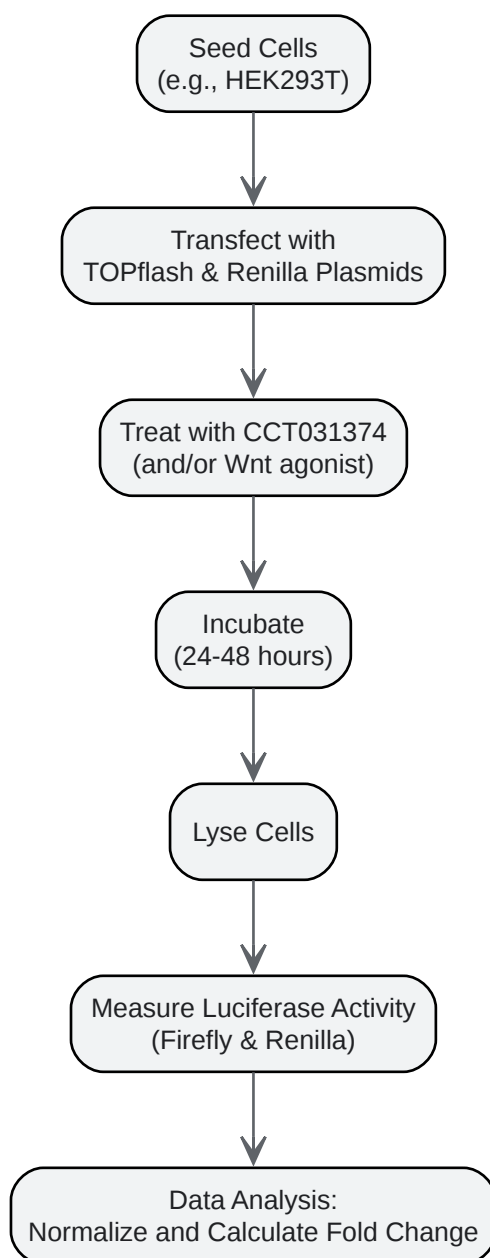 Seed Cells
(e.g., HEK293T)
Transfect with
TOPflash & Renilla Plasmids
Treat with CCT031374
(and/or Wnt agonist)
Incubate
(24-48 hours)
Lyse Cells
Measure Luciferase Activity
(Firefly & Renilla)
Data Analysis:
Normalize and Calculate Fold Change